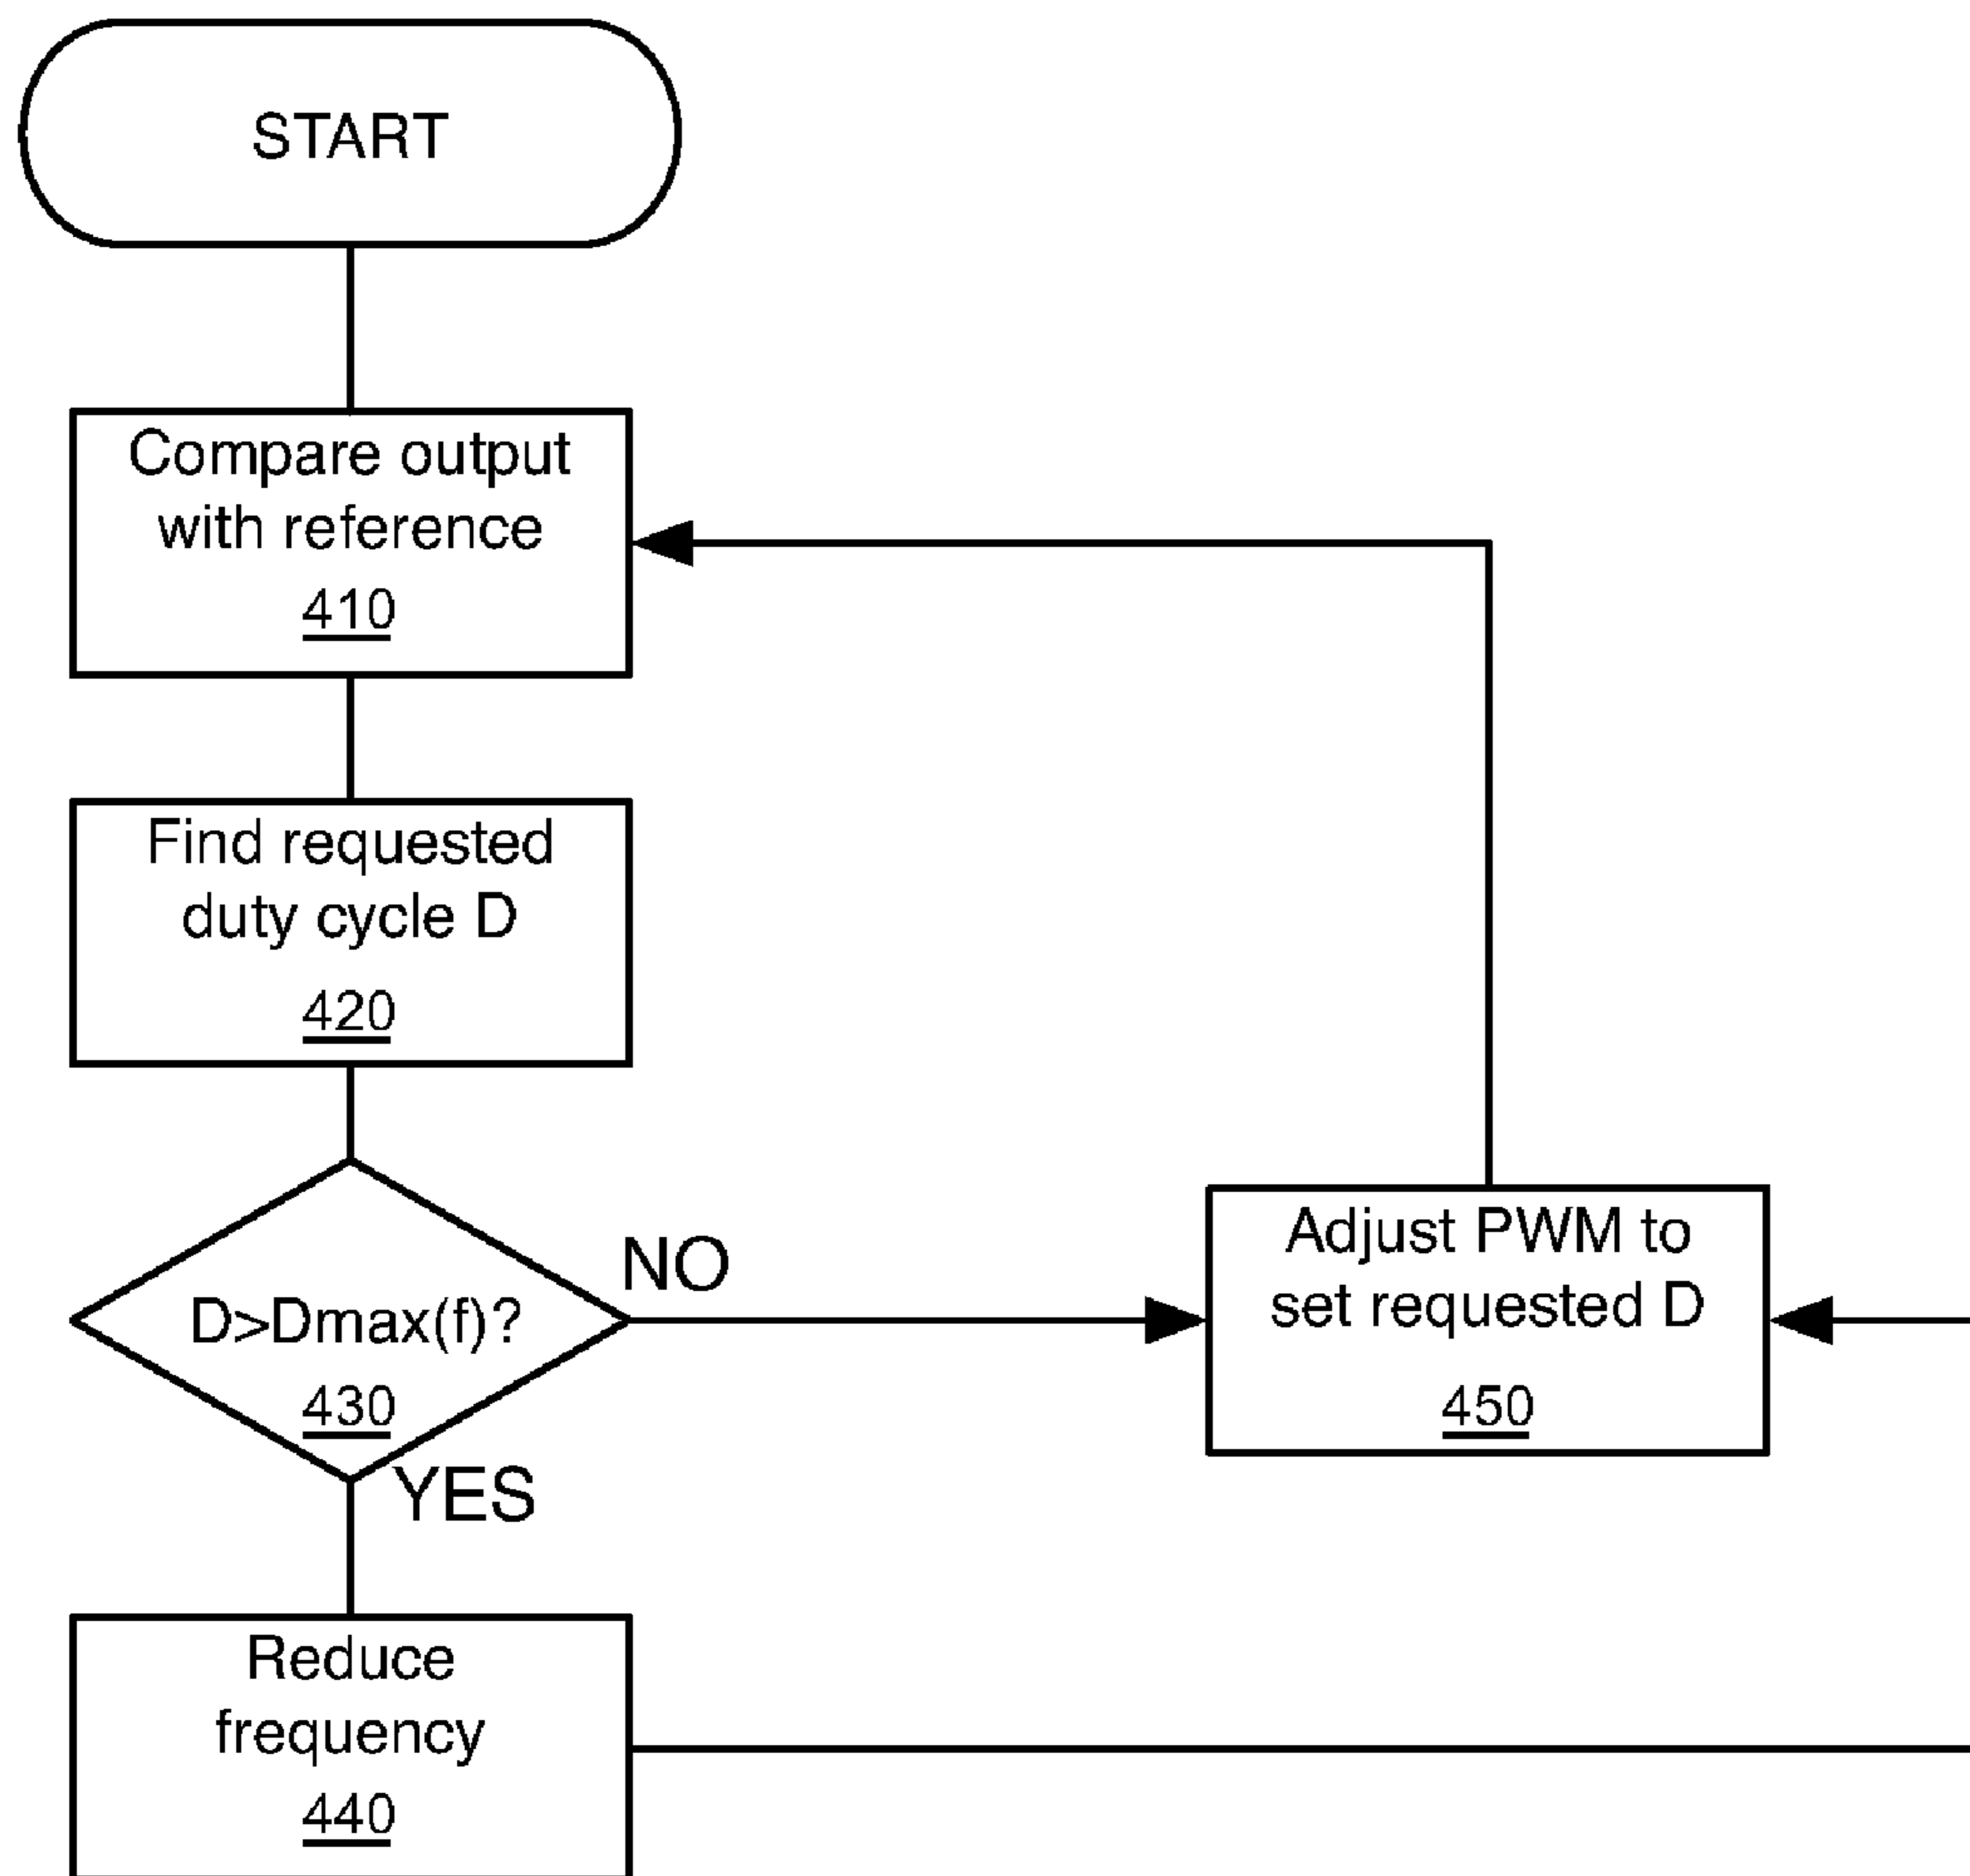 START
Compare output
with reference
410
Find requested
duty cycle D
420
D>Dmax(f)?
430
NO
YES
Adjust PWM to
set requested D
450
Reduce
frequency
440